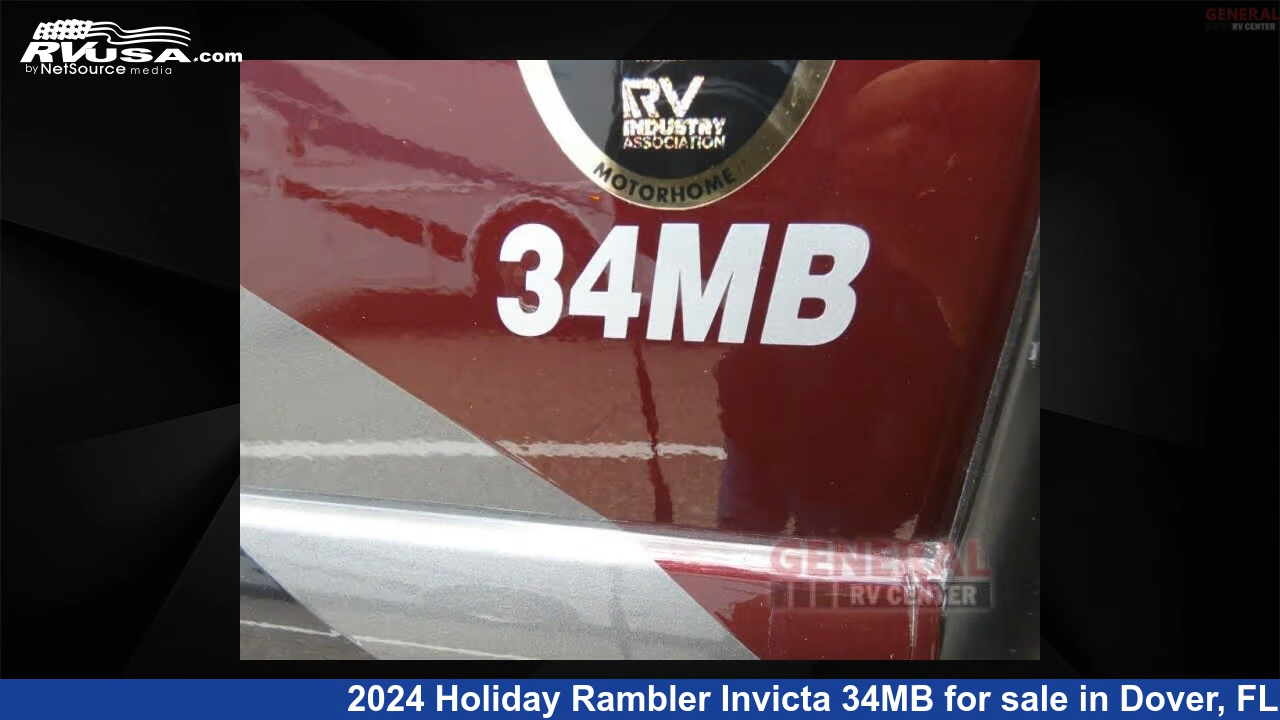 RVUSA.com
by NetSource media
GENERAL
RV CENTER
RV
INDUSTRY
ASSOCIATION
MOTORHOME
34MB
GENERAL
RV CENTER
2024 Holiday Rambler Invicta 34MB for sale in Dover, FL